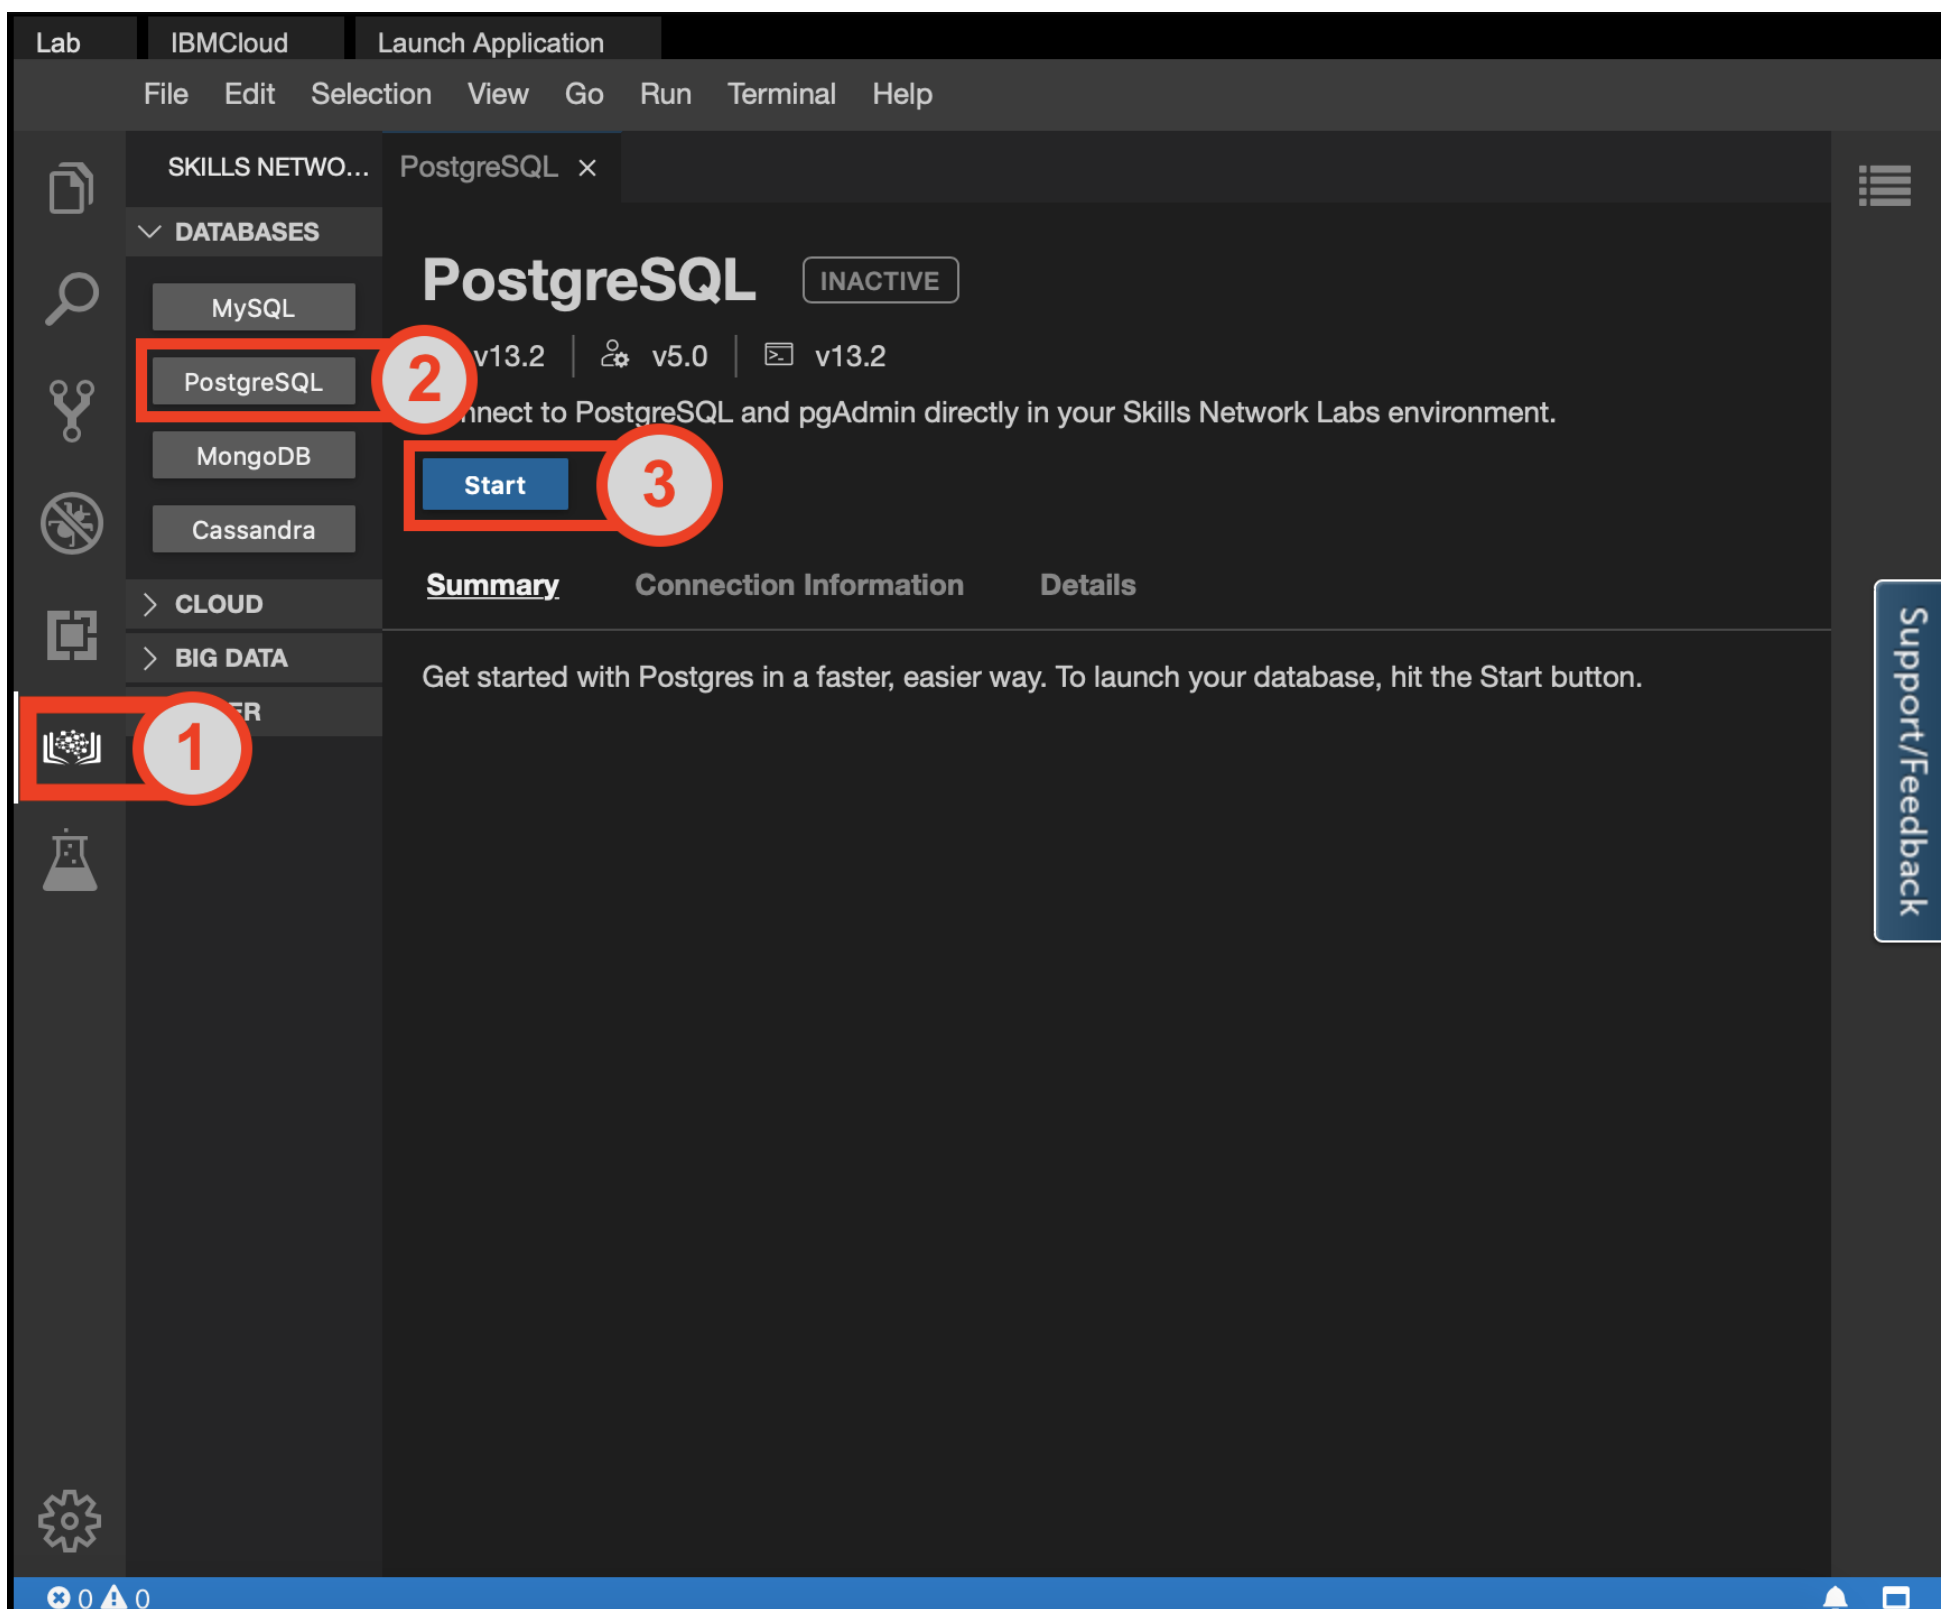 Lab IBMCloud Launch Application
File Edit Selection View Go Run Terminal Help
SKILLS NETWO...
PostgreSQL ×
DATABASES
MySQL
PostgreSQL
MongoDB
Cassandra
CLOUD
BIG DATA
1
2
PostgreSQL INACTIVE
v13.2 v5.0 v13.2
to PostgreSQL and pgAdmin directly in your Skills Network Labs environment.
Start
3
Summary Connection Information Details
Get started with Postgres in a faster, easier way. To launch your database, hit the Start button.
Support/Feedback
0 0